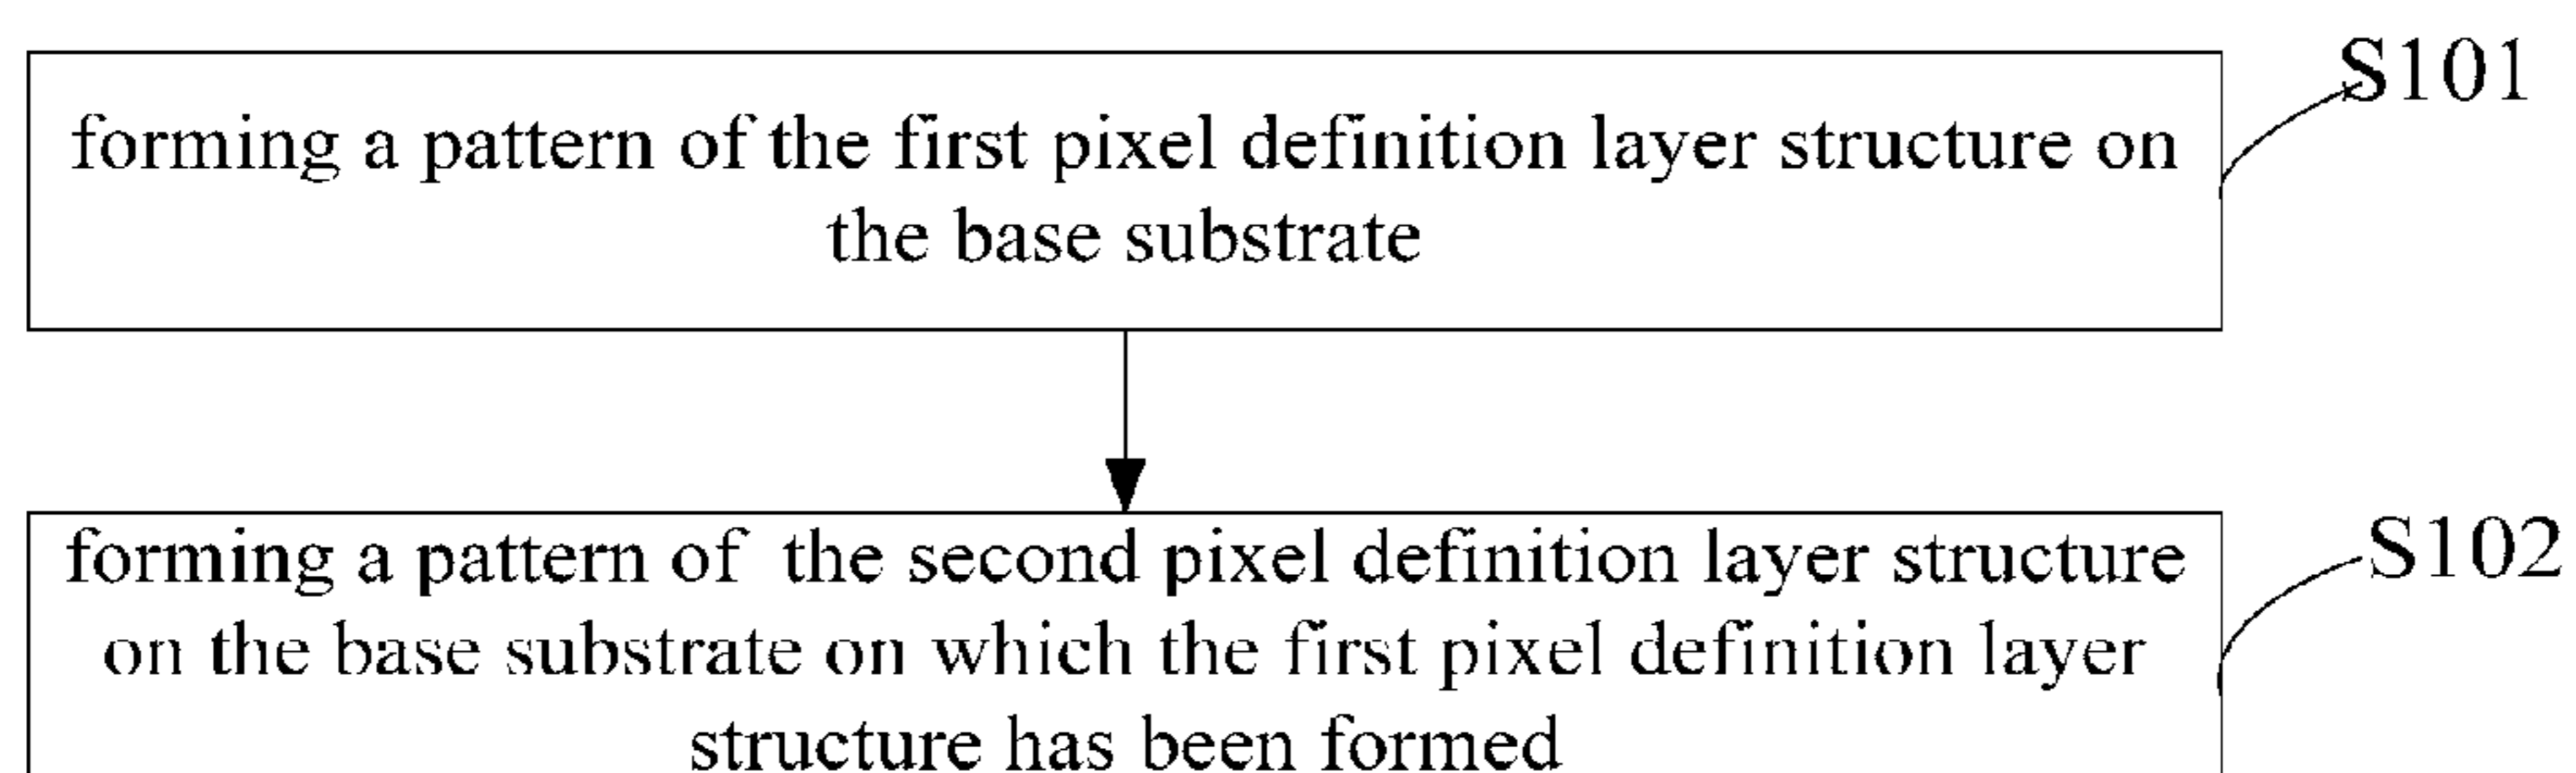 S101
forming a pattern of the first pixel definition layer structure on
the base substrate
S102
forming a pattern of the second pixel definition layer structure
on the base substrate on which the first pixel definition layer
structure has been formed